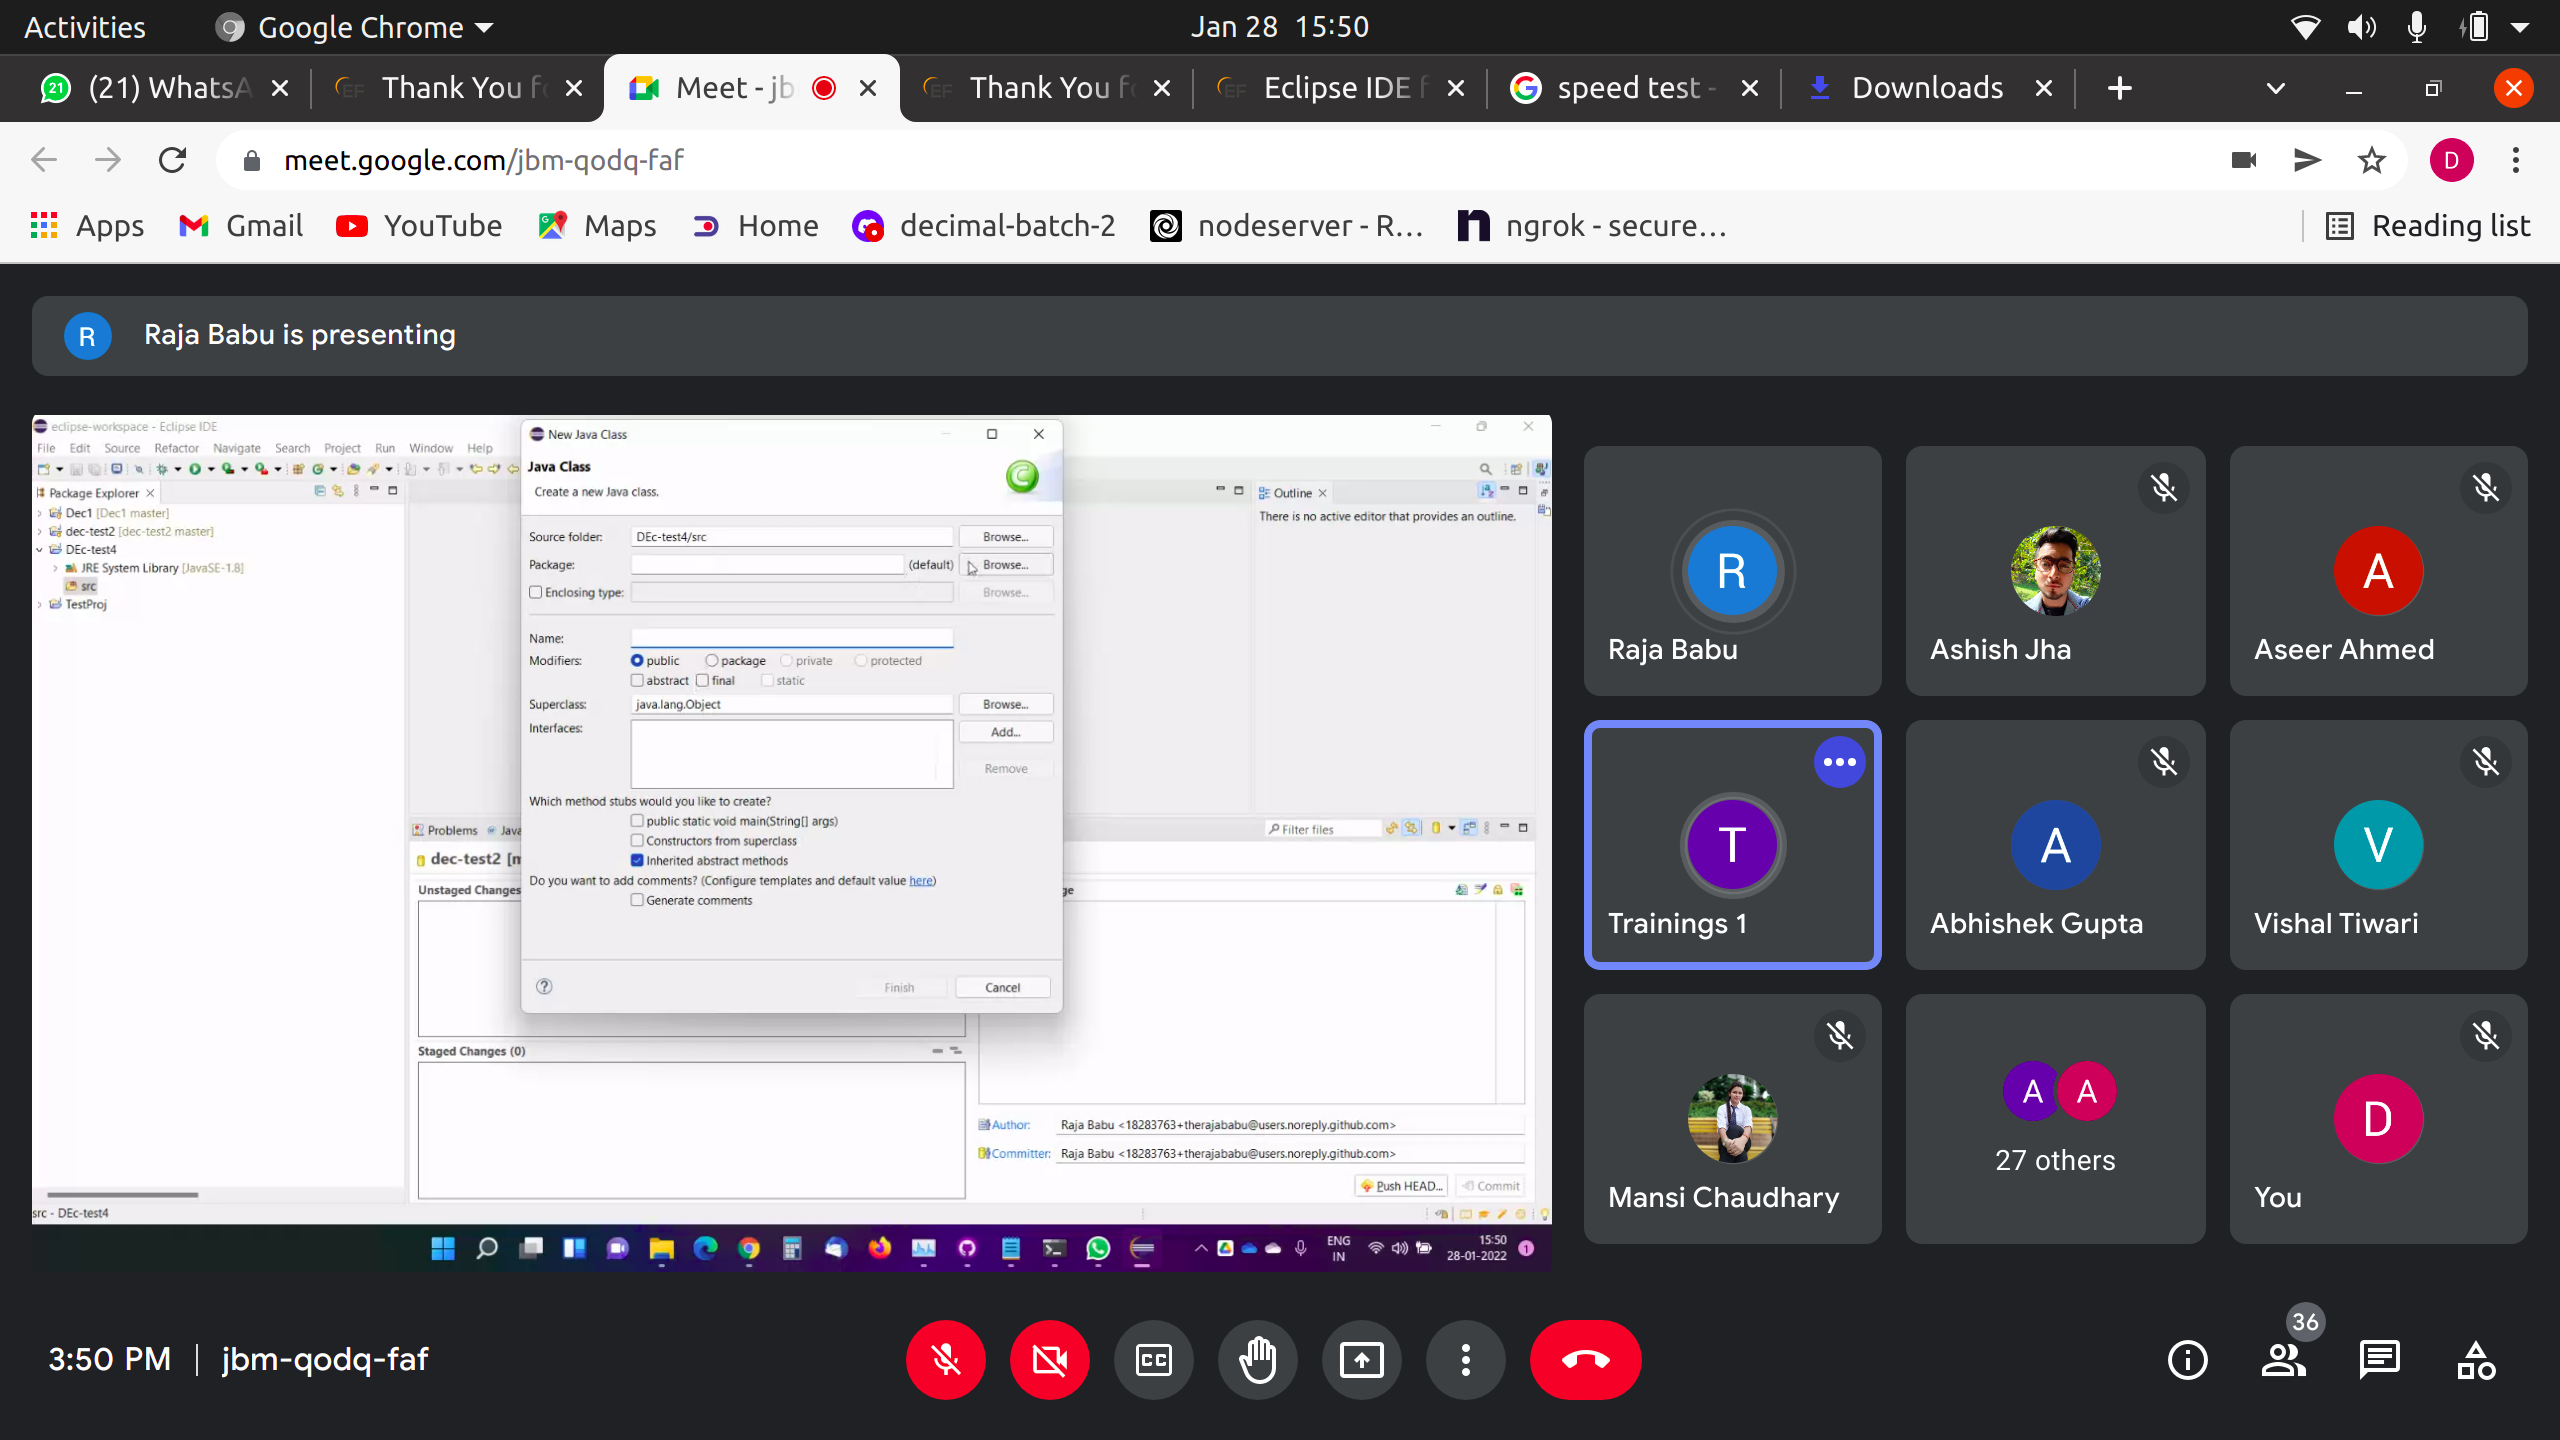 Activities
Google Chrome
Jan 28 15:50
(21) WhatsA
Thank You f
Meet - jb
Thank You f
Eclipse IDE f
speed test -
Downloads
meet.google.com/jbm-qodq-faf
D
Apps
Gmail
YouTube
Maps
Home
decimal-batch-2
nodeserver - R...
ngrok - secure...
Reading list
R
Raja Babu is presenting
eclipse-workspace - Eclipse IDE
File Edit Source Refactor Navigate Search Project Run Window Help
Package Explorer
Dec1 [Dec1 master]
dec-test2 [dec-test2 master]
DEc-test4
JRE System Library [JavaSE-1.8]
src
TestProj
New Java Class
Java Class
Create a new Java class.
Source folder: DEc-test4/src Browse...
Package: (default) Browse...
Enclosing type: Browse...
Name:
Modifiers: public package private protected
abstract final static
Superclass: java.lang.Object Browse...
Interfaces: Add...
Remove
Which method stubs would you like to create?
public static void main(String[] args)
Constructors from superclass
Inherited abstract methods
Do you want to add comments? (Configure templates and default value here)
Generate comments
Finish Cancel
Outline
There is no active editor that provides an outline.
Problems Java
Filter files
dec-test2 [m
Unstaged Changes
ge
Staged Changes (0)
Author: Raja Babu <18283763+therajababu@users.noreply.github.com>
Committer: Raja Babu <18283763+therajababu@users.noreply.github.com>
Push HEAD... Commit
src - DEc-test4
ENG
IN
15:50
28-01-2022
1
R
Raja Babu
Ashish Jha
A
Aseer Ahmed
T
Trainings 1
A
Abhishek Gupta
V
Vishal Tiwari
Mansi Chaudhary
A A
27 others
D
You
3:50 PM | jbm-qodq-faf
CC
36